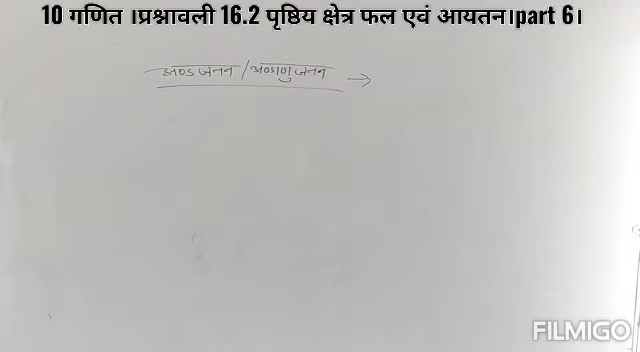 10 गणित ।प्रश्नावली 16.2 पृष्ठिय क्षेत्र फल एवं आयतन।part 6।
अण्डजनन / अण्डाणुजनन →
FILMIGO